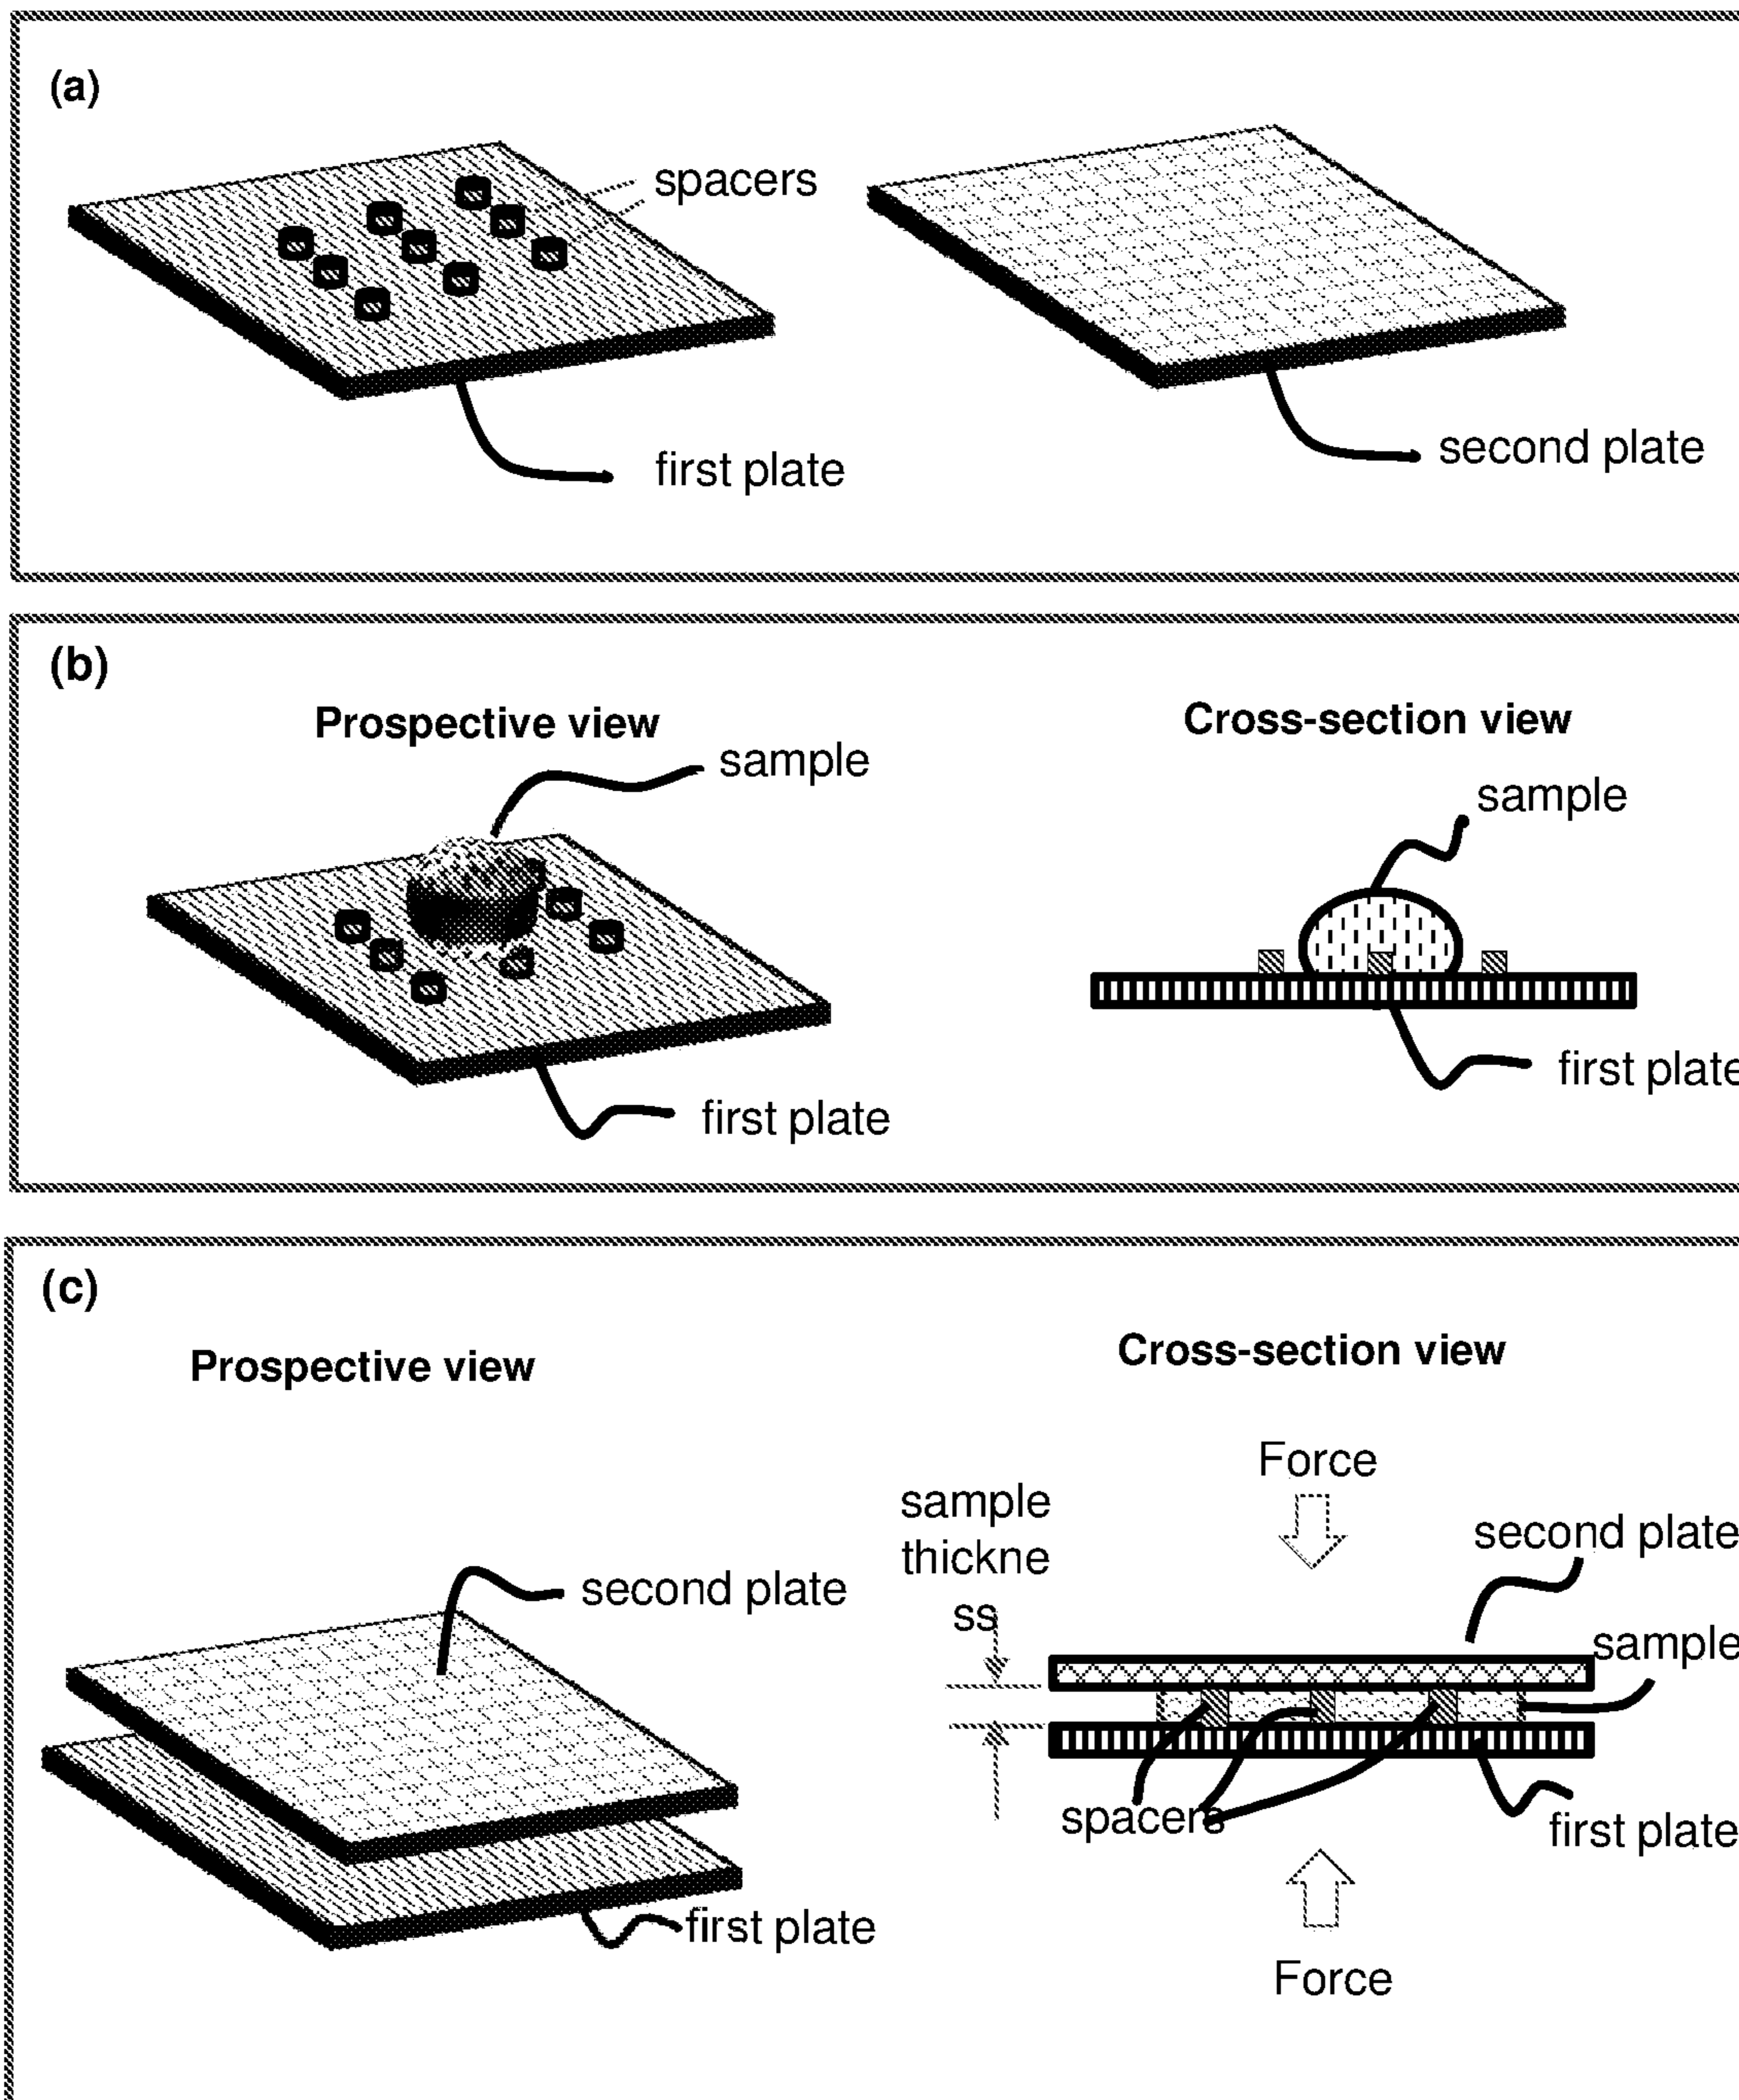 (a)
spacers
first plate
second plate
(b)
Prospective view
Cross-section view
sample
sample
first plate
first plate
(c)
Prospective view
Cross-section view
Force
sample
thickne
ss
second plate
second plate
sample
spacers
first plate
first plate
Force